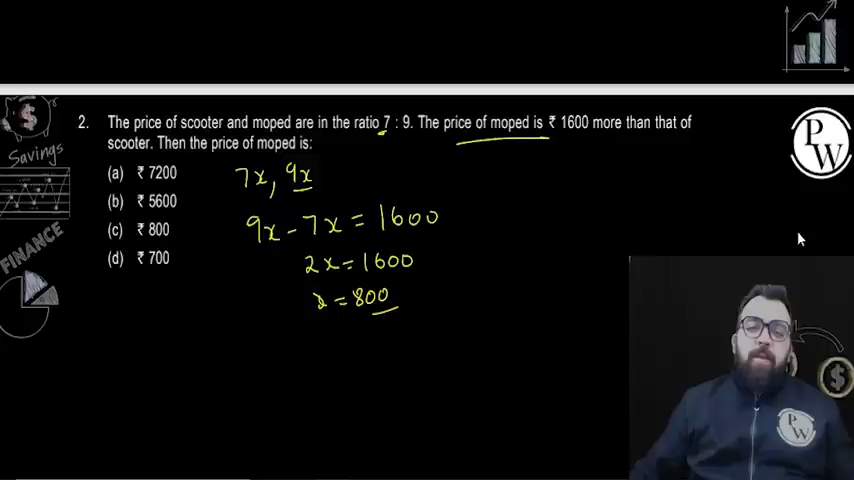 2. The price of scooter and moped are in the ratio 7 : 9. The price of moped is ₹ 1600 more than that of
scooter. Then the price of moped is:
(a) ₹ 7200
(b) ₹ 5600
(c) ₹ 800
(d) ₹ 700
7x, 9x
9x - 7x = 1600
2x = 1600
x = 800
Savings
FINANCE
$
P
W
$
P
W